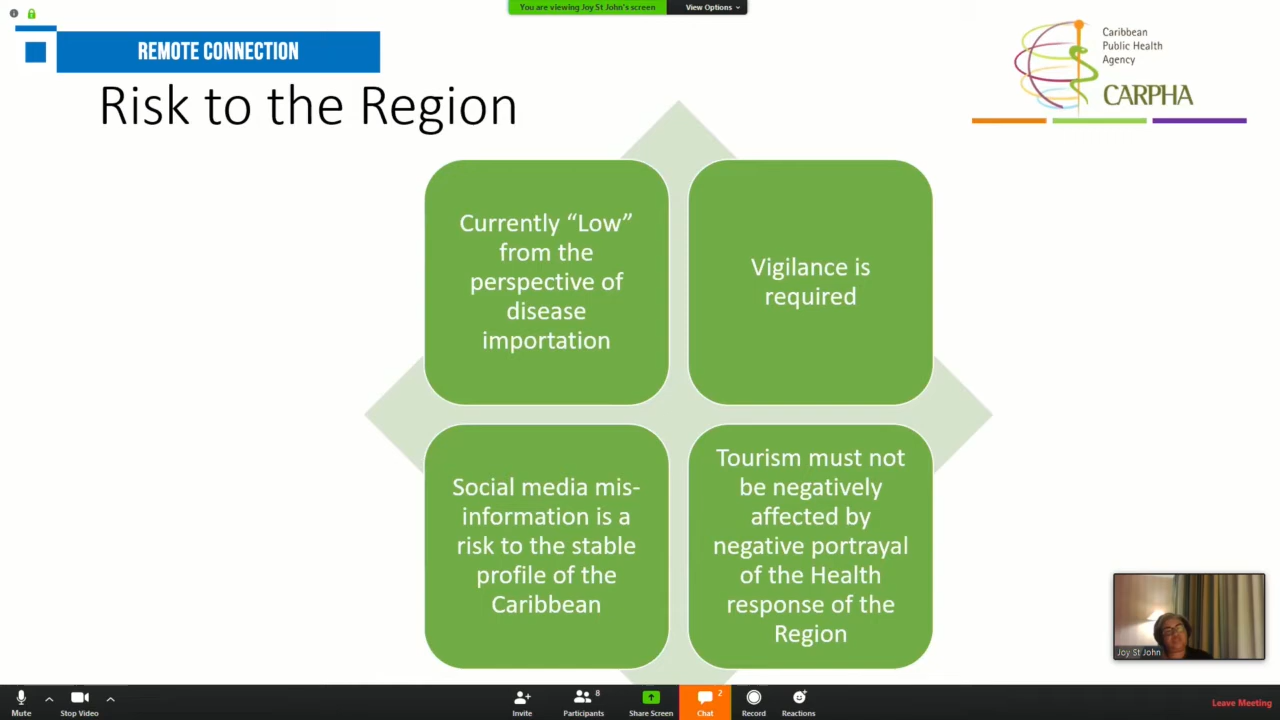 You are viewing Joy St John's screen
View Options
REMOTE CONNECTION
Caribbean
Public Health
Agency
CARPHA
Risk to the Region
Currently “Low”
from the
perspective of
disease
importation
Vigilance is
required
Social media mis-
information is a
risk to the stable
profile of the
Caribbean
Tourism must not
be negatively
affected by
negative portrayal
of the Health
response of the
Region
Joy St John
Mute
Stop Video
Invite
8
Participants
Share Screen
2
Chat
Record
Reactions
Leave Meeting